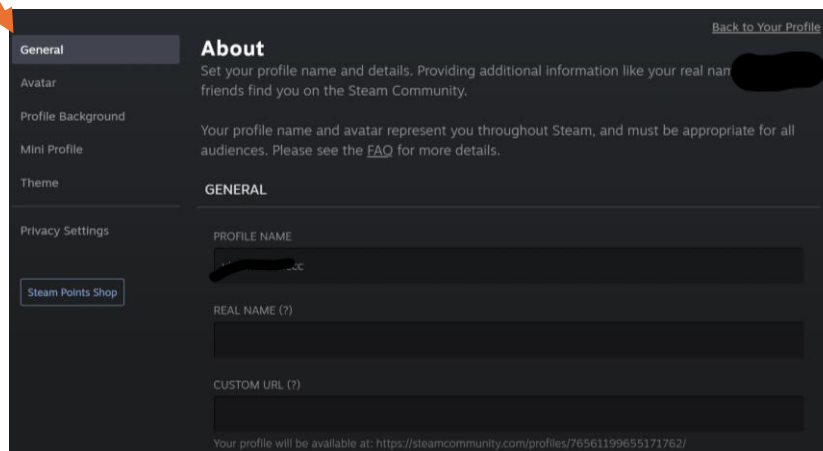 Back to Your Profile
General
Avatar
Profile Background
Mini Profile
Theme
Privacy Settings
Steam Points Shop
About
Set your profile name and details. Providing additional information like your real
friends find you on the Steam Community.
Your profile name and avatar represent you throughout Steam, and must be appropriate for all
audiences. Please see the FAQ for more details.
GENERAL
PROFILE NAME
REAL NAME (?)
CUSTOM URL (?)
Your profile will be available at: https://steamcommunity.com/profiles/76561199655171762/